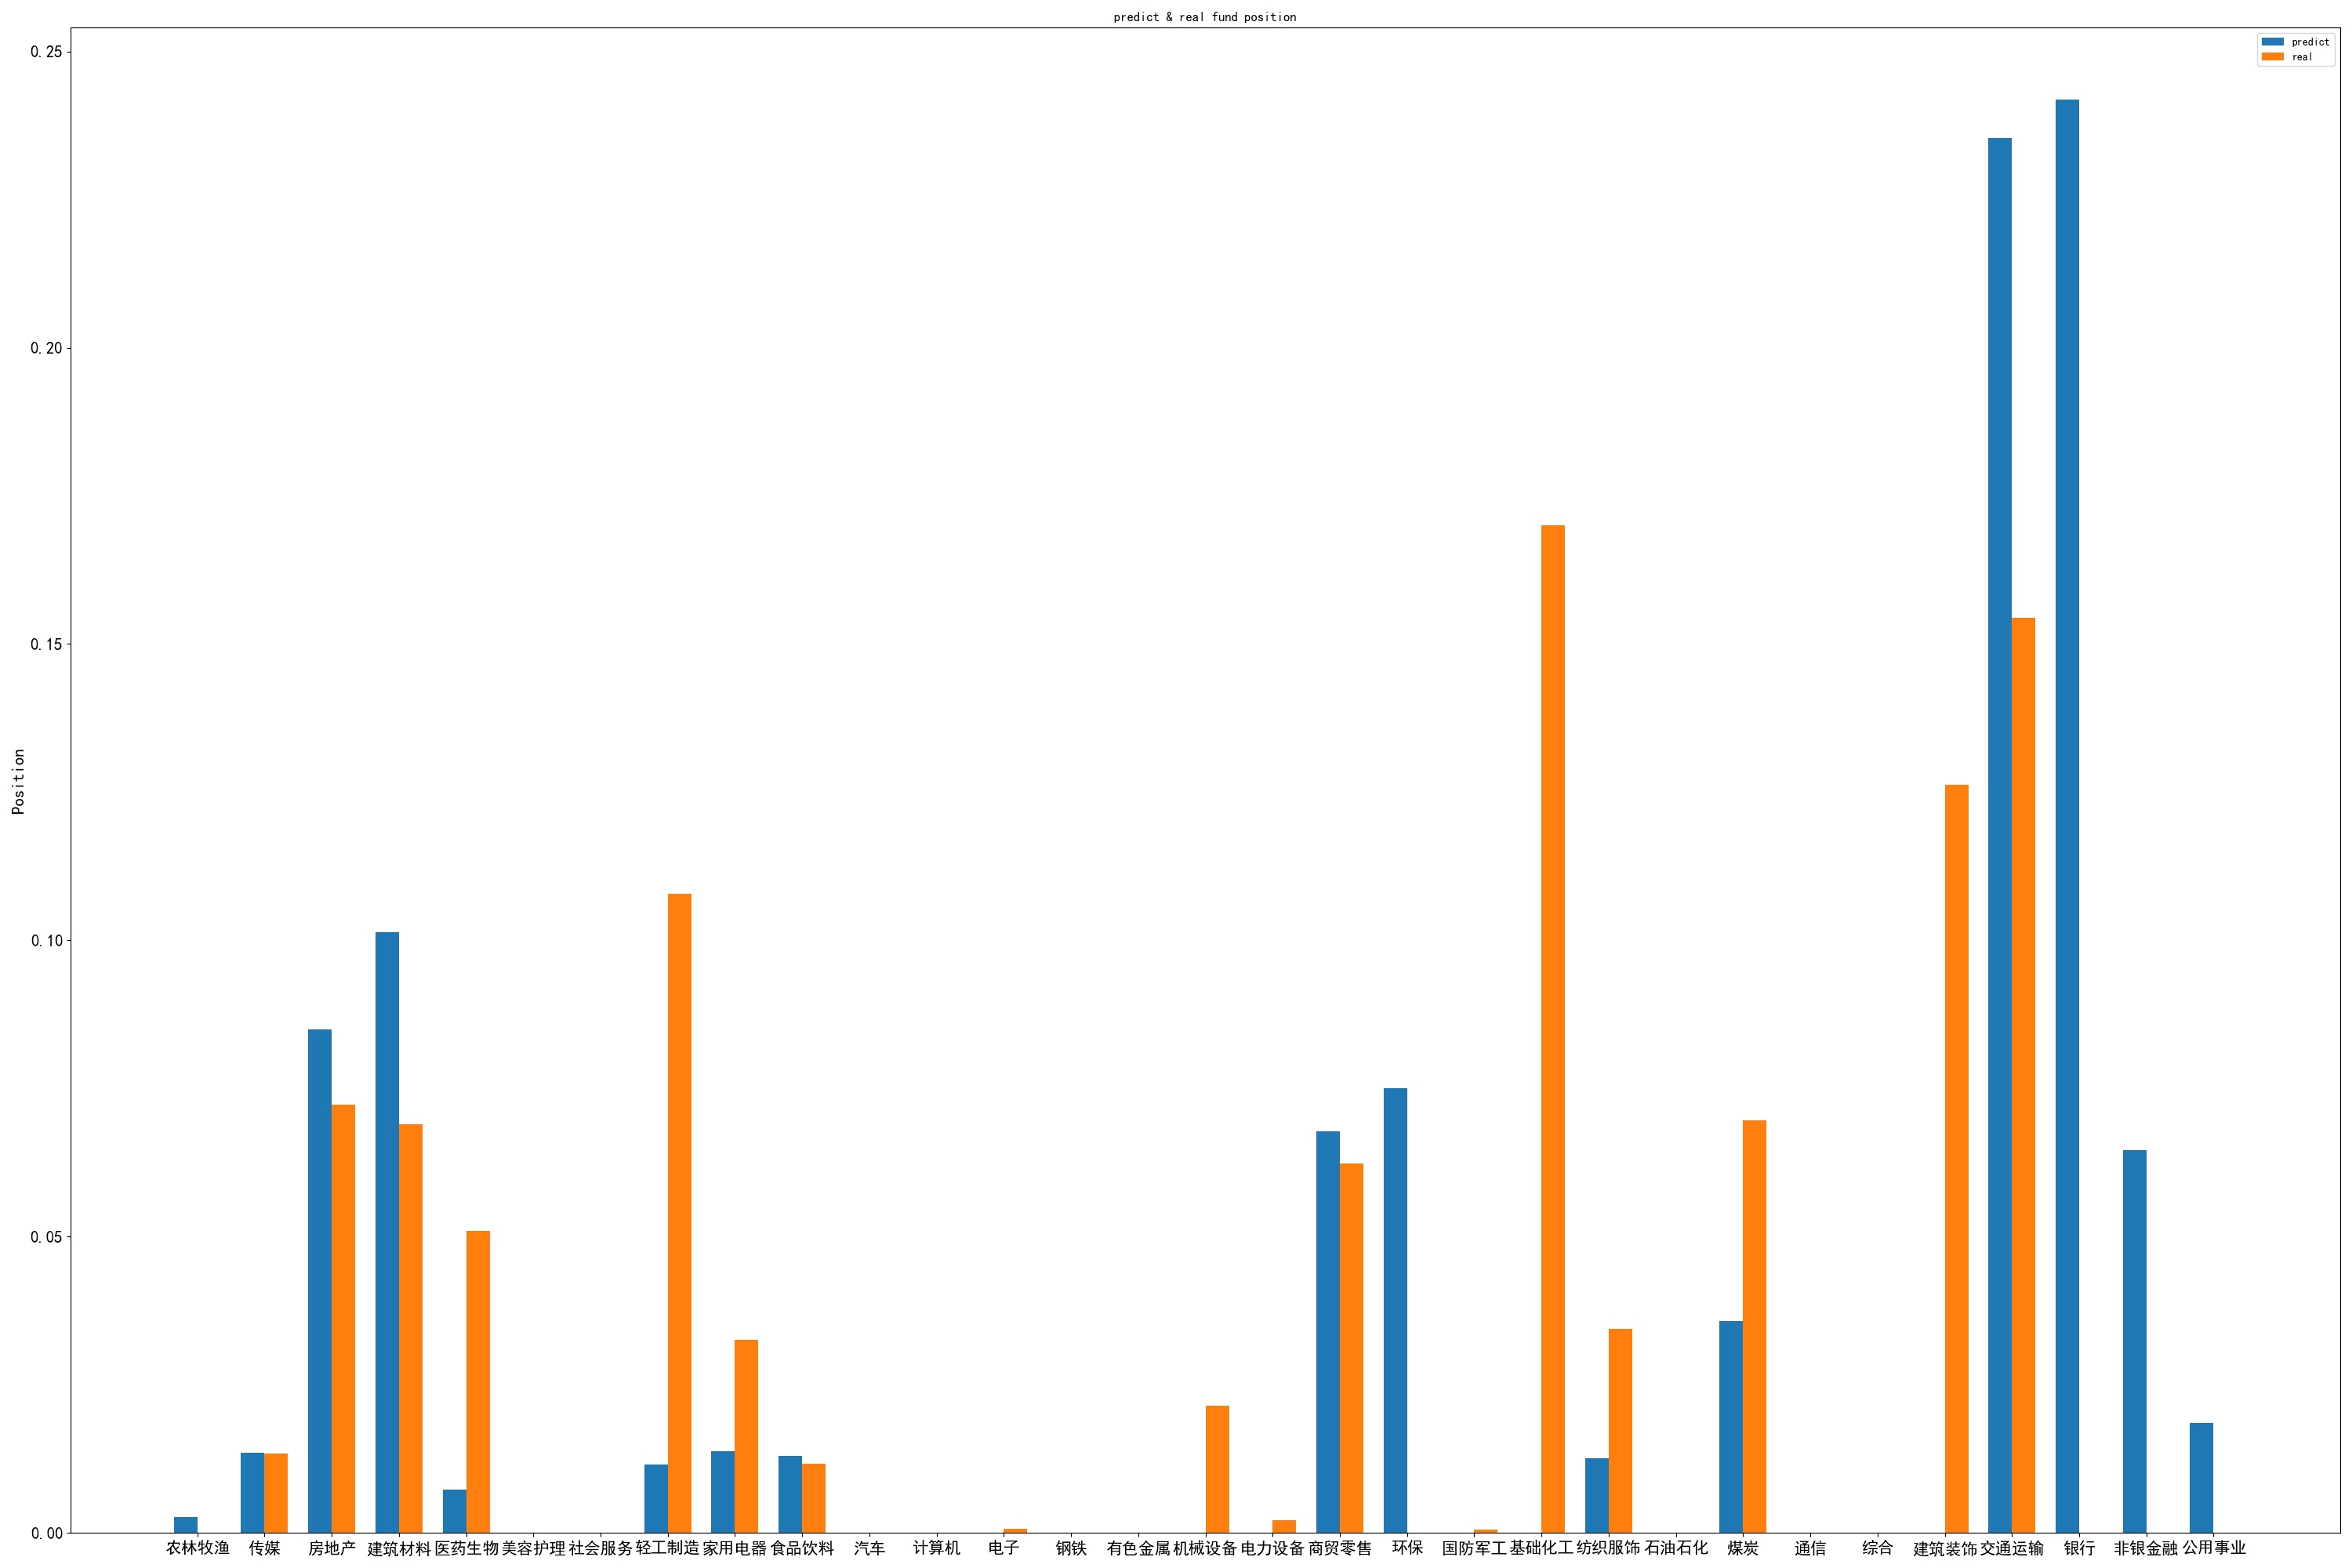 predict & real fund position
predict
real
0.25
0.20
0.15
0.10
0.05
0.00
Position
农林牧渔 传媒 房地产 建筑材料 医药生物 美容护理 社会服务 轻工制造 家用电器 食品饮料 汽车 计算机 电子 钢铁 有色金属 机械设备 电力设备 商贸零售 环保 国防军工 基础化工 纺织服饰 石油石化 煤炭 通信 综合 建筑装饰 交通运输 银行 非银金融 公用事业